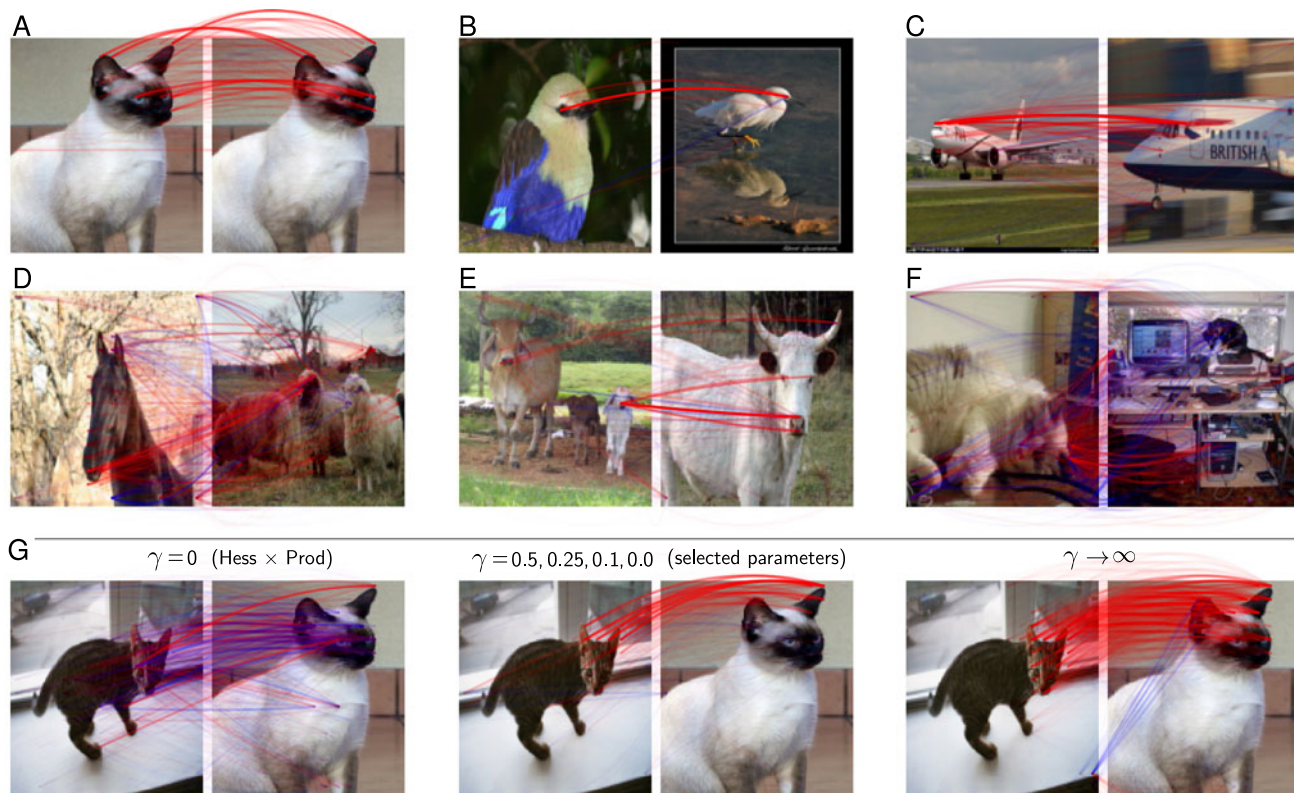 A
B
C
BRITISH A
D
E
F
G
γ = 0 (Hess × Prod)
γ = 0.5, 0.25, 0.1, 0.0 (selected parameters)
γ → ∞